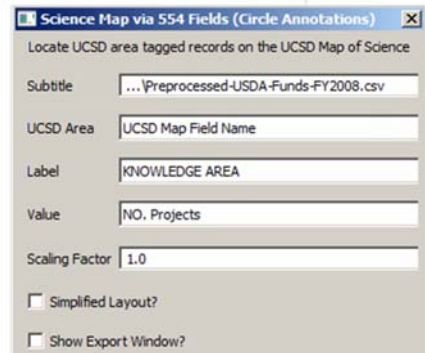 Science Map via 554 Fields (Circle Annotations)
Locate UCSD area tagged records on the UCSD Map of Science
Subtitle ...\Preprocessed-USDA-Funds-FY2008.csv
UCSD Area UCSD Map Field Name
Label KNOWLEDGE AREA
Value NO. Projects
Scaling Factor 1.0
Simplified Layout?
Show Export Window?